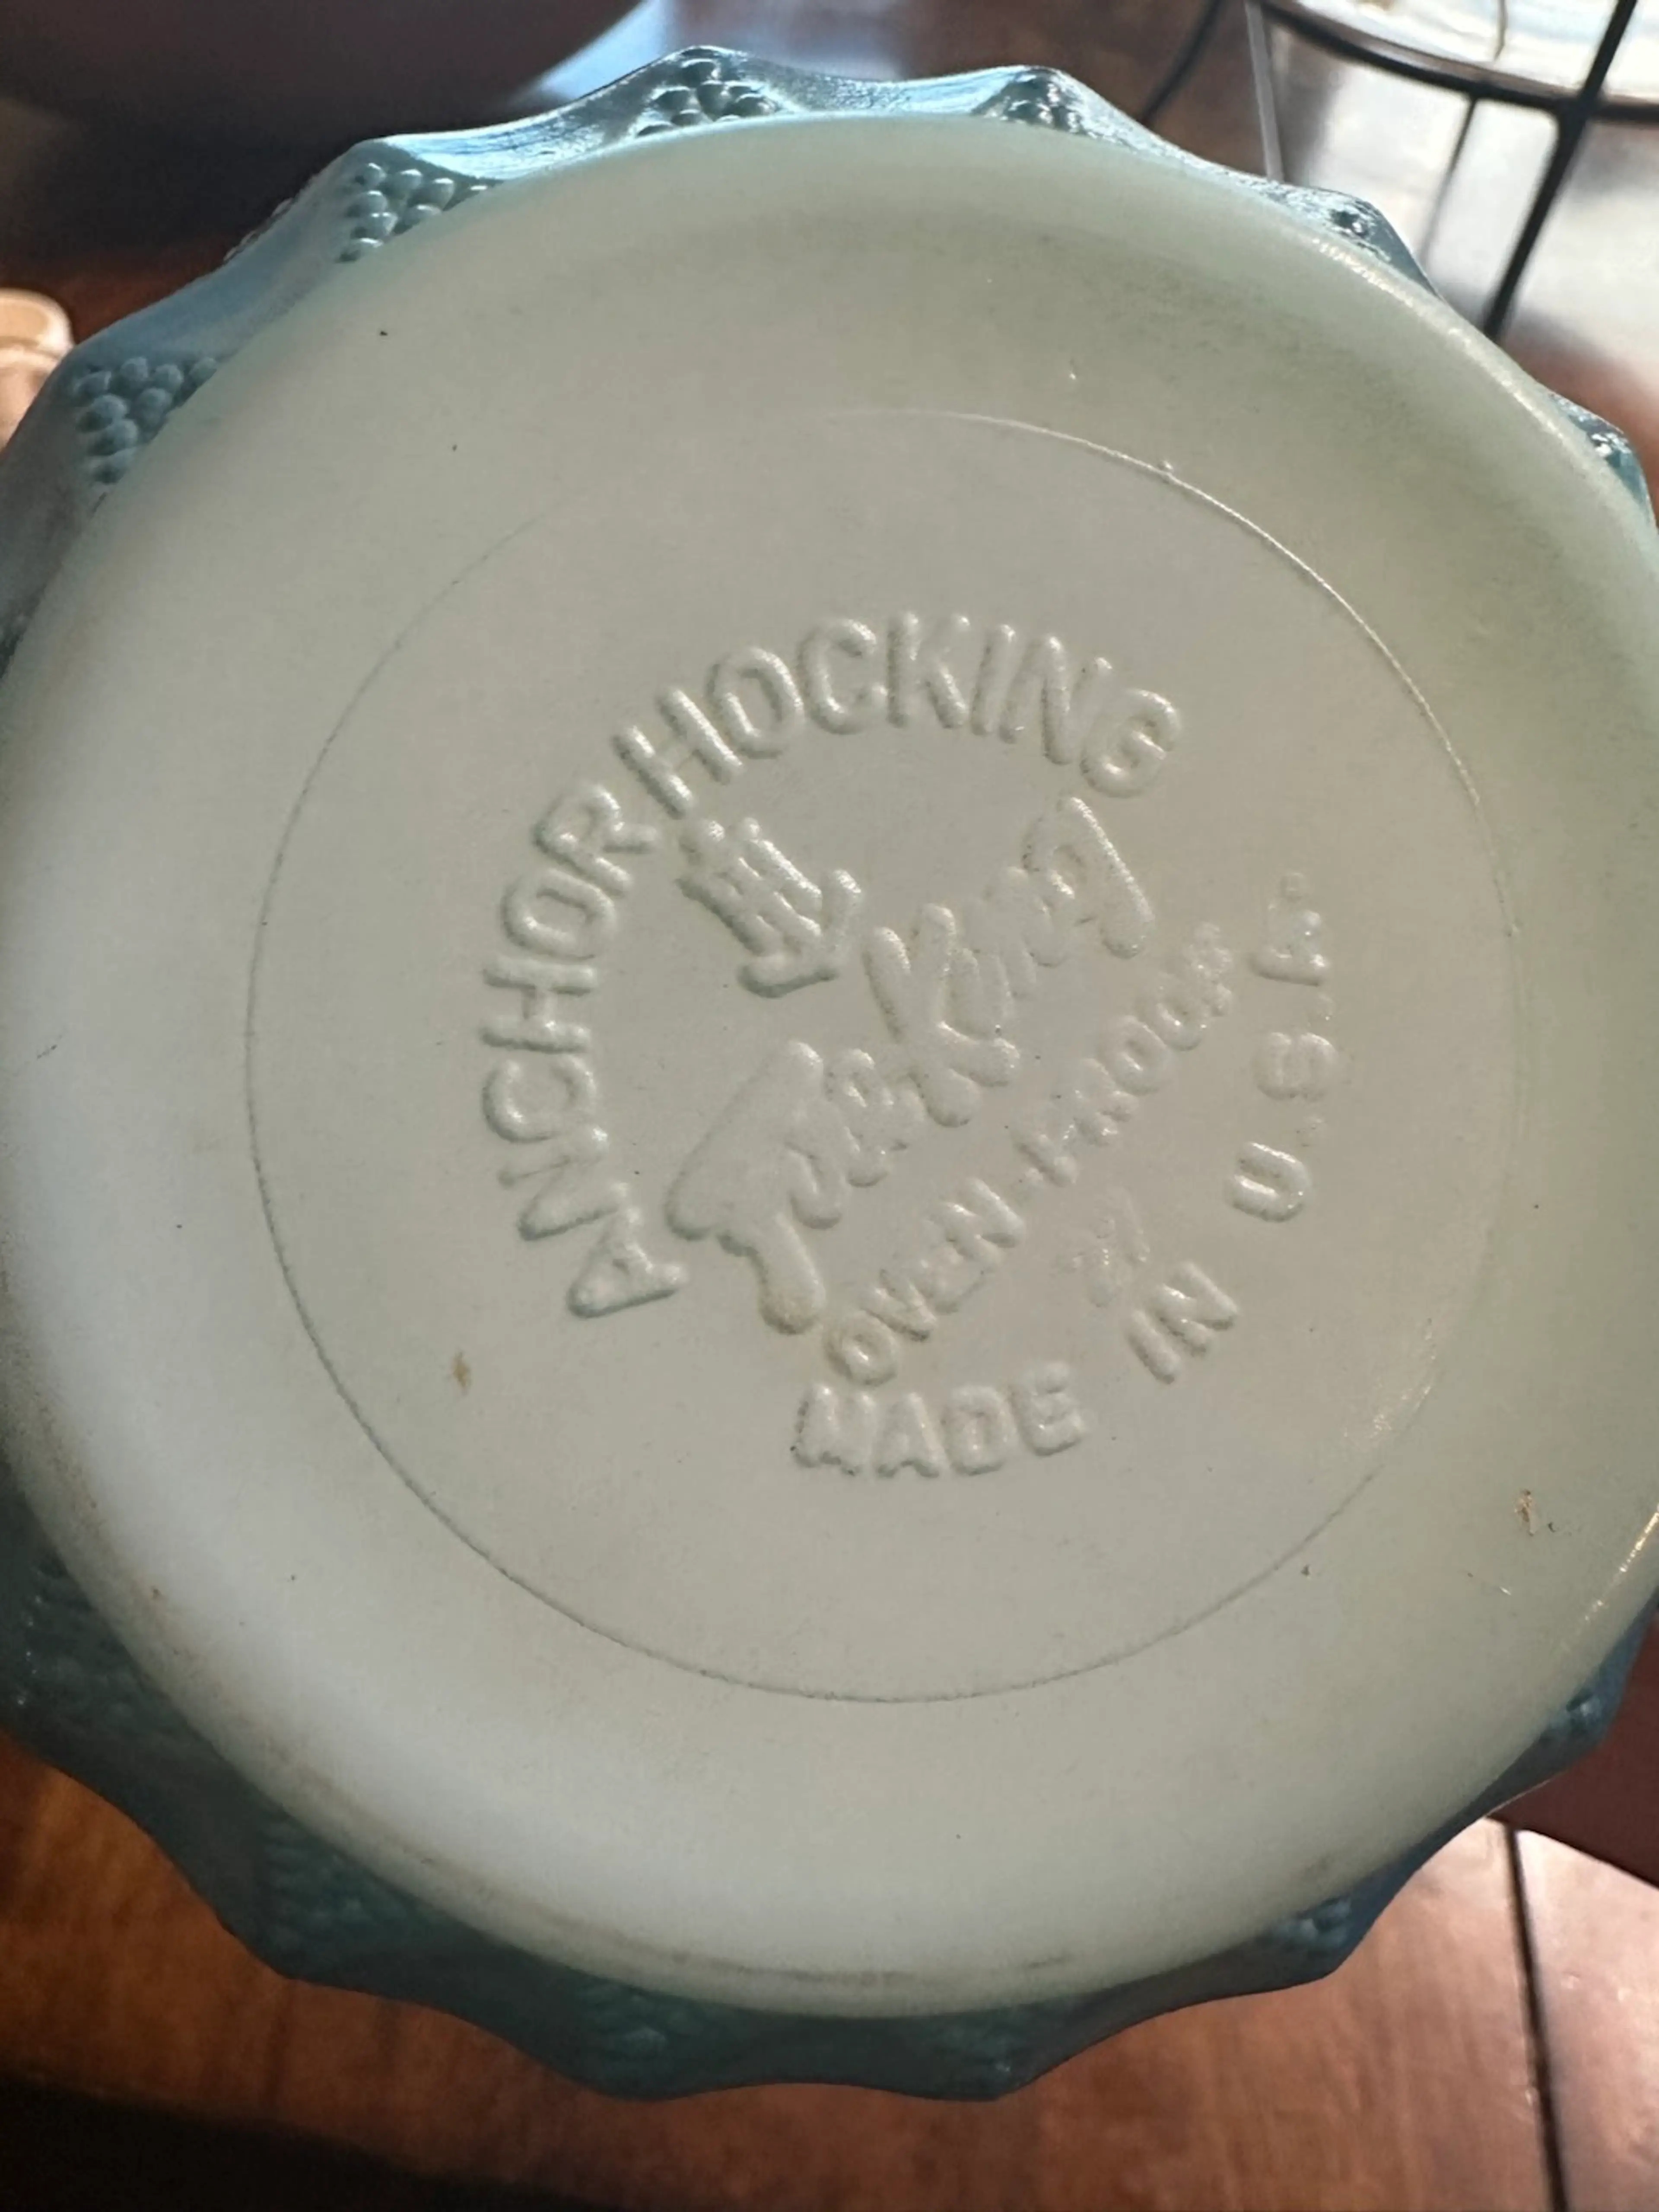 ANCHOR HOCKING
Fire King
OVEN-PROOF
MADE IN U.S.A.